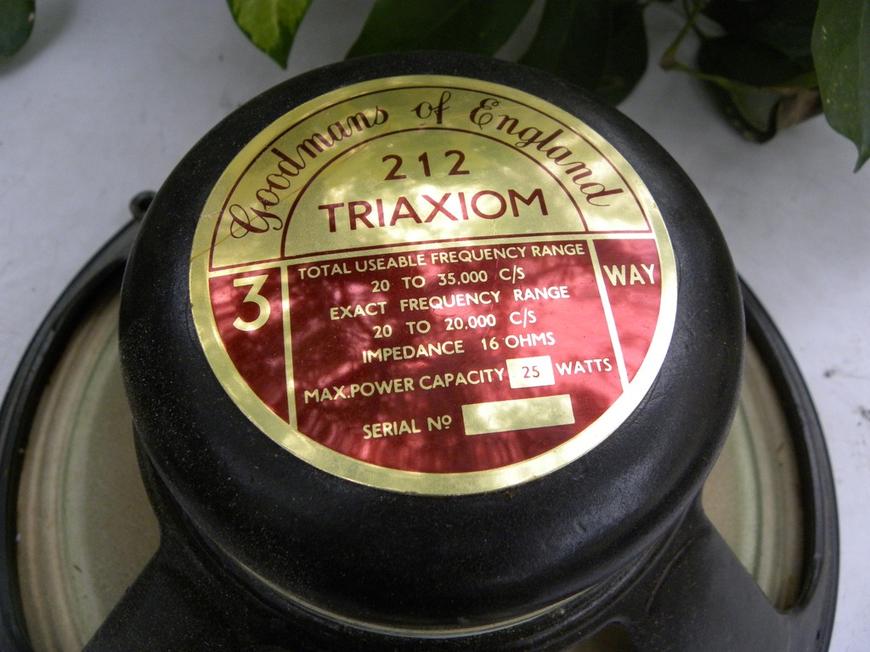 Goodmans of England
212
TRIAXIOM
3 WAY
TOTAL USEABLE FREQUENCY RANGE
20 TO 35,000 C/S
EXACT FREQUENCY RANGE
20 TO 20,000 C/S
IMPEDANCE 16 OHMS
MAX.POWER CAPACITY 25 WATTS
SERIAL Nº